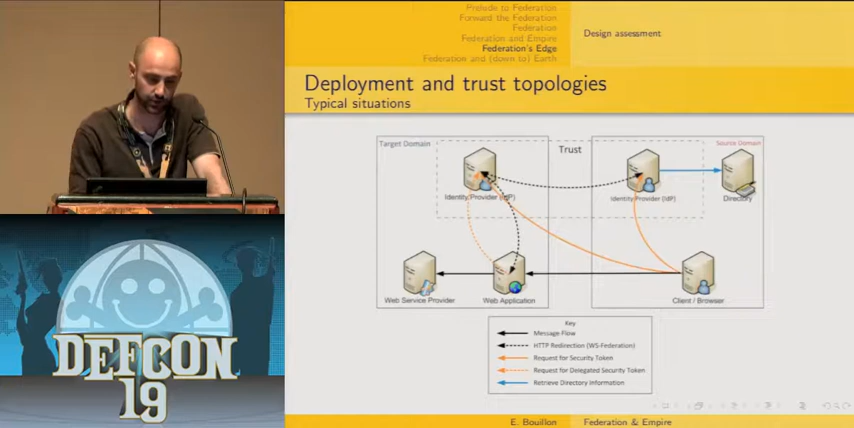 Prelude to Federation
Forward the Federation
Federation
Federation and Empire
Federation's Edge
Federation and (down to) Earth
Design assessment
Deployment and trust topologies
Typical situations
Target Domain
Trust
Source Domain
Identity Provider (IdP)
Identity Provider (IdP)
Directory
Web Service Provider
Web Application
Client / Browser
Key
Message Flow
HTTP Redirection (WS-Federation)
Request for Security Token
Request for Delegated Security Token
Retrieve Directory Information
E. Bouillon
Federation & Empire
DEFCON
19